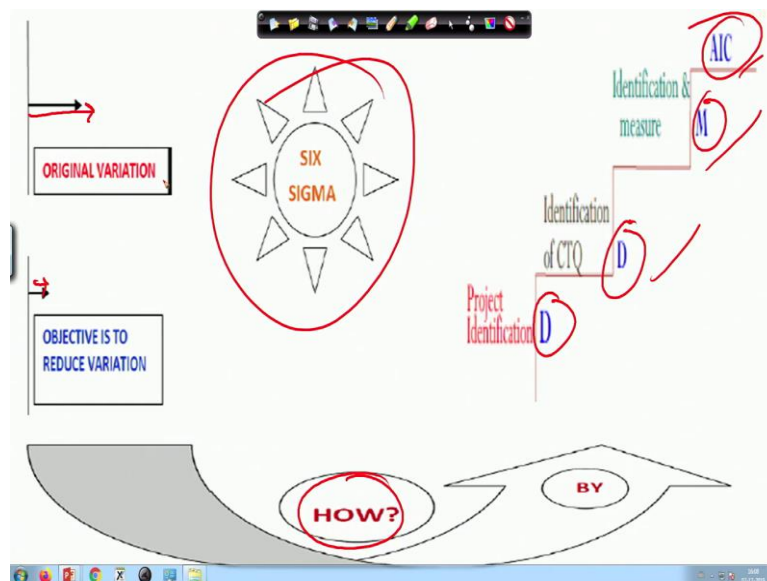 ORIGINAL VARIATION
OBJECTIVE IS TO
REDUCE VARIATION
SIX
SIGMA
AIC
Identification &
measure
M
Identification
of CTQ
D
Project
Identification
D
HOW?
BY